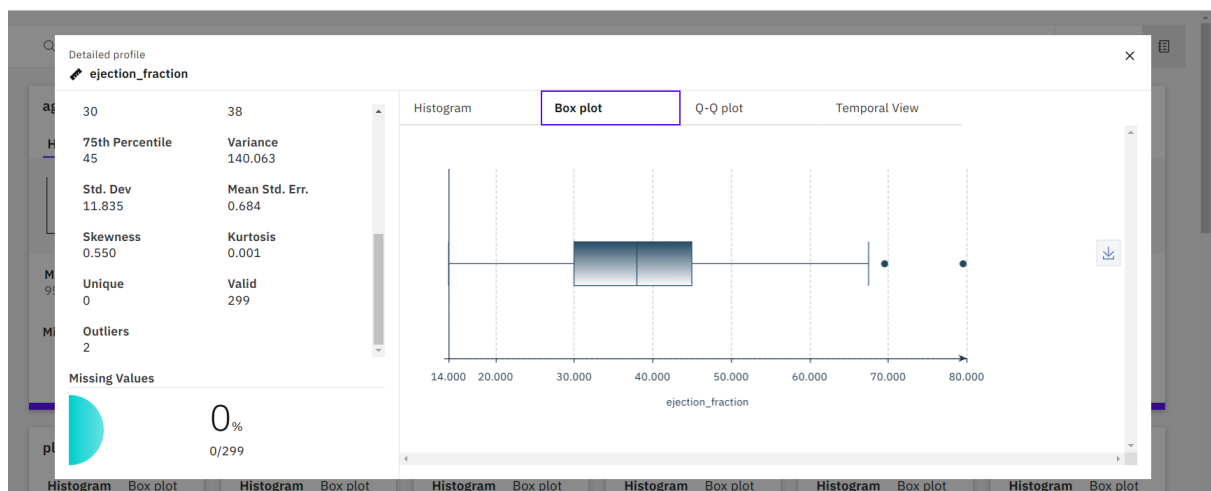 Detailed profile
ejection_fraction
ag
H
M
95
Mi
pl
30 38
75th Percentile Variance
45 140.063
Std. Dev Mean Std. Err.
11.835 0.684
Skewness Kurtosis
0.550 0.001
Unique Valid
0 299
Outliers
2
Missing Values
0%
0/299
Histogram Box plot Q-Q plot Temporal View
14.000 20.000 30.000 40.000 50.000 60.000 70.000 80.000
ejection_fraction
Histogram Box plot Histogram Box plot Histogram Box plot Histogram Box plot Histogram Box plot Histogram Box plot